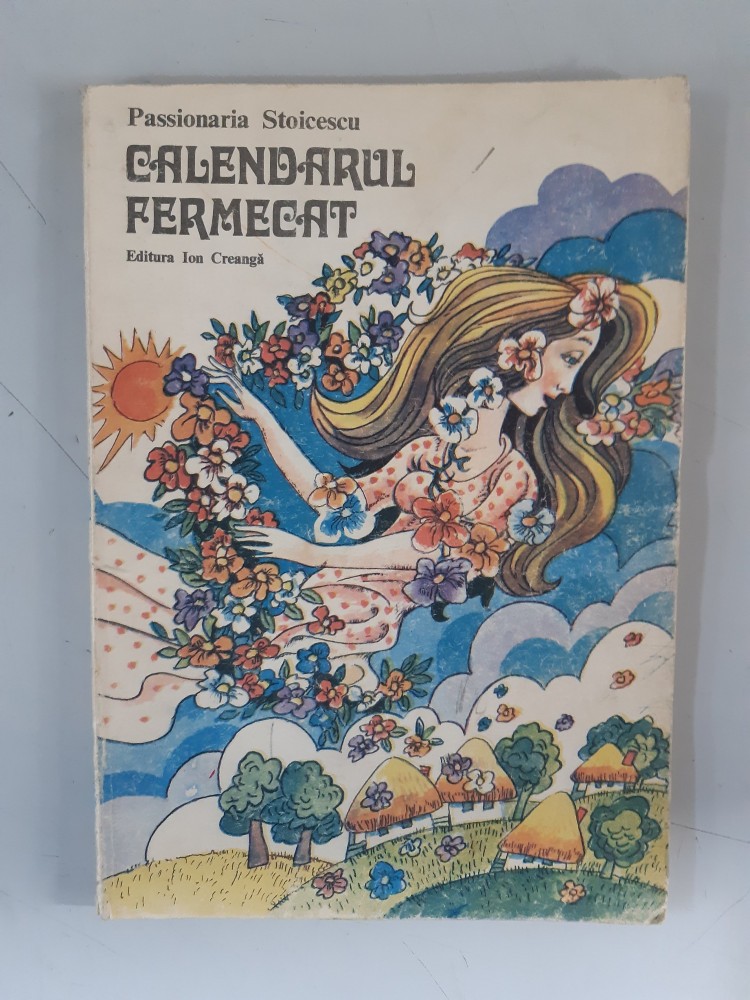 Passionaria Stoicescu
CALENDARUL
FERMECAT
Editura Ion Creangă